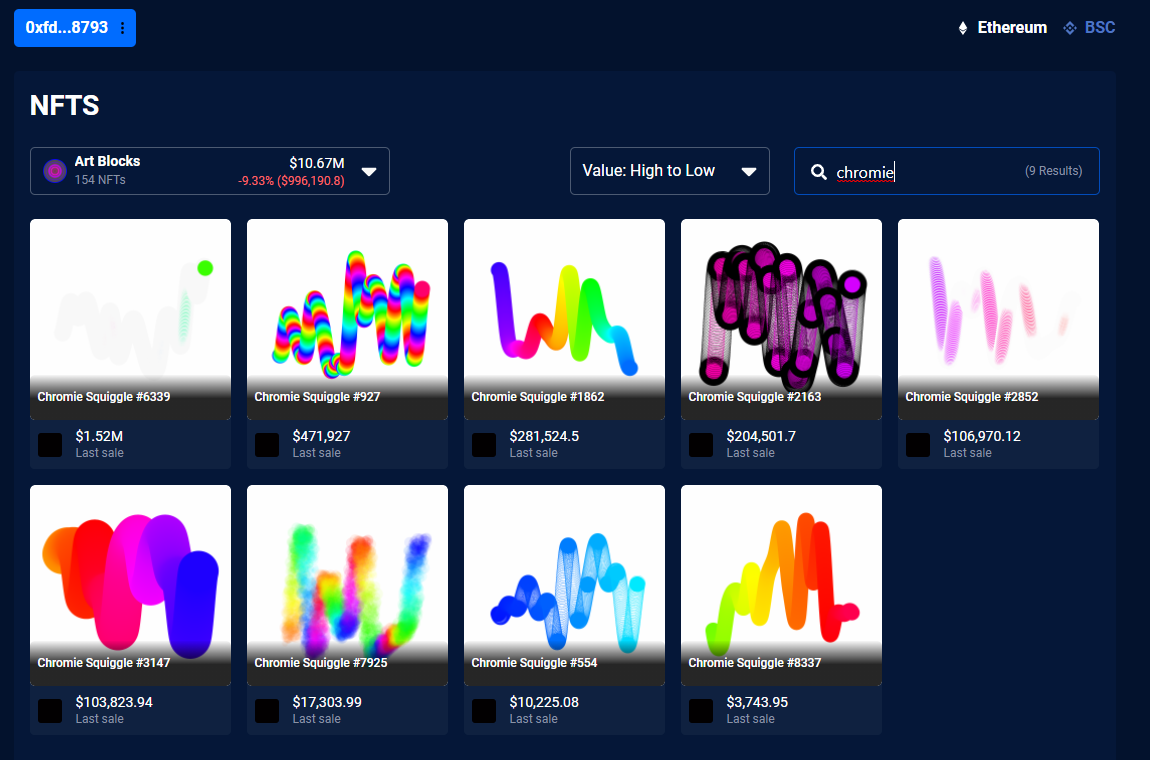 0xfd...8793
Ethereum BSC
NFTS
Art Blocks $10.67M
154 NFTs -9.33% ($996,190.8)
Value: High to Low
chromie (9 Results)
Chromie Squiggle #6339
$1.52M
Last sale
Chromie Squiggle #927
$471,927
Last sale
Chromie Squiggle #1862
$281,524.5
Last sale
Chromie Squiggle #2163
$204,501.7
Last sale
Chromie Squiggle #2852
$106,970.12
Last sale
Chromie Squiggle #3147
$103,823.94
Last sale
Chromie Squiggle #7925
$17,303.99
Last sale
Chromie Squiggle #554
$10,225.08
Last sale
Chromie Squiggle #8337
$3,743.95
Last sale